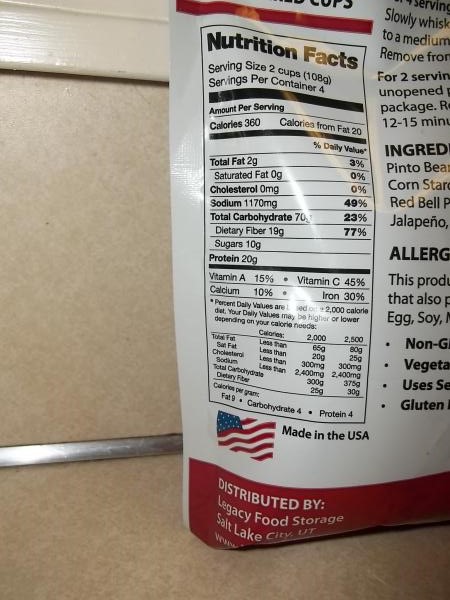 CUPS
Nutrition Facts
Serving Size 2 cups (108g)
Servings Per Container 4
Amount Per Serving
Calories 360 Calories from Fat 20
% Daily Value*
Total Fat 2g 3%
Saturated Fat 0g 0%
Cholesterol 0mg 0%
Sodium 1170mg 49%
Total Carbohydrate 70g 23%
Dietary Fiber 19g 77%
Sugars 10g
Protein 20g
Vitamin A 15% • Vitamin C 45%
Calcium 10% • Iron 30%
* Percent Daily Values are based on a 2,000 calorie
diet. Your Daily Values may be higher or lower
depending on your calorie needs:
Calories: 2,000 2,500
Total Fat Less than 65g 80g
Sat Fat Less than 20g 25g
Cholesterol Less than 300mg 300mg
Sodium Less than 2,400mg 2,400mg
Total Carbohydrate 300g 375g
Dietary Fiber 25g 30g
Calories per gram:
Fat 9 • Carbohydrate 4 • Protein 4
Made in the USA
DISTRIBUTED BY:
Legacy Food Storage
Salt Lake City, UT
www.
serving
Slowly whisk
to a medium
Remove from
For 2 servin
unopened p
package. Re
12-15 minu
INGREDI
Pinto Bean
Corn Starc
Red Bell P
Jalapeño,
ALLERG
This produ
that also p
Egg, Soy, M
• Non-G
• Vegeta
• Uses Se
• Gluten